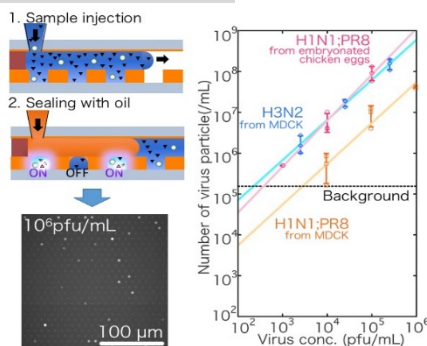 1. Sample injection
2. Sealing with oil
ON
OFF
ON
10⁶pfu/mL
100 μm
Number of virus particle(/mL)
10⁹
10⁸
10⁷
10⁶
10⁵
10⁴
10³
10²
H1N1;PR8
from embryonated
chicken eggs
H3N2
from MDCK
Background
H1N1:PR8
from MDCK
10² 10³ 10⁴ 10⁵ 10⁶
Virus conc. (pfu/mL)